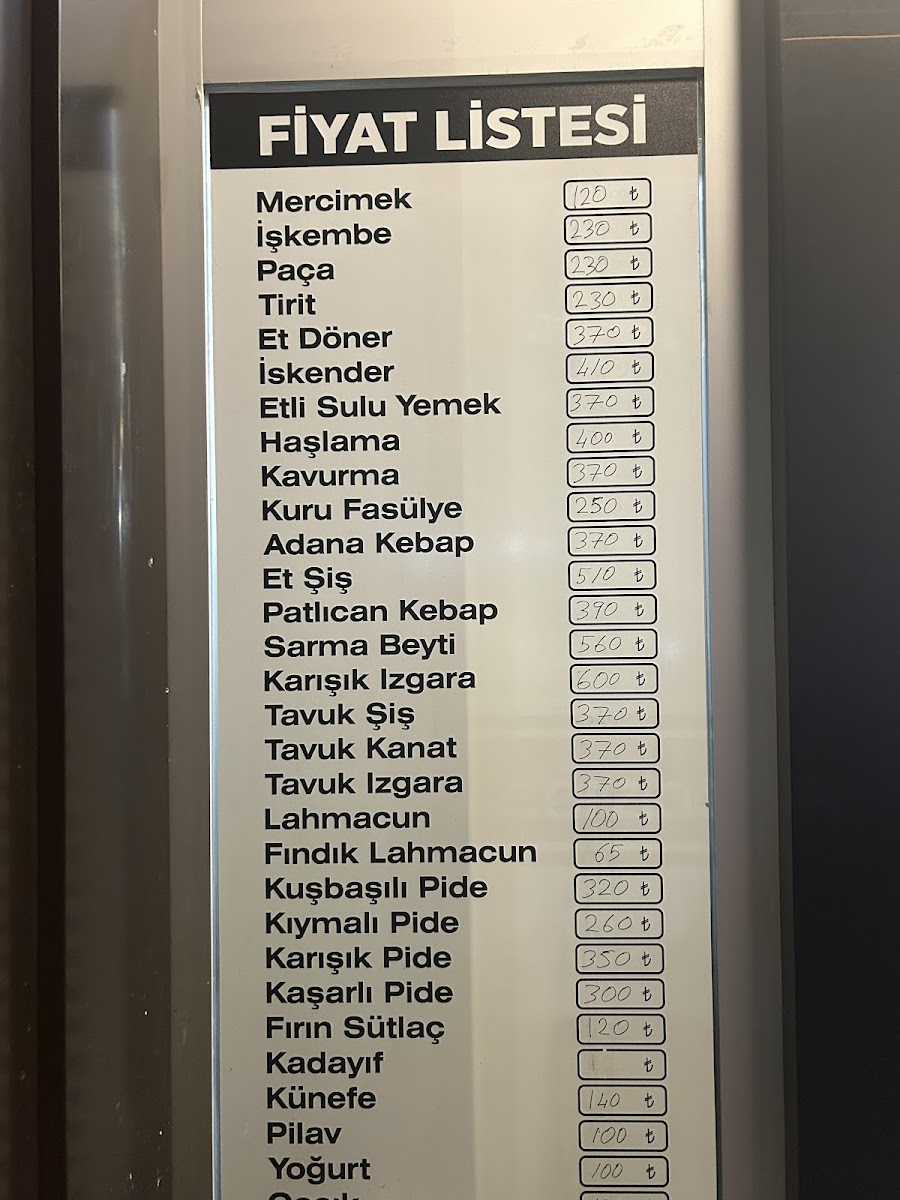 FİYAT LİSTESİ
Mercimek 120 ₺
İşkembe 230 ₺
Paça 230 ₺
Tirit 230 ₺
Et Döner 370 ₺
İskender 410 ₺
Etli Sulu Yemek 370 ₺
Haşlama 400 ₺
Kavurma 370 ₺
Kuru Fasülye 250 ₺
Adana Kebap 370 ₺
Et Şiş 510 ₺
Patlıcan Kebap 390 ₺
Sarma Beyti 560 ₺
Karışık Izgara 600 ₺
Tavuk Şiş 370 ₺
Tavuk Kanat 370 ₺
Tavuk Izgara 370 ₺
Lahmacun 100 ₺
Fındık Lahmacun 65 ₺
Kuşbaşılı Pide 320 ₺
Kıymalı Pide 260 ₺
Karışık Pide 350 ₺
Kaşarlı Pide 300 ₺
Fırın Sütlaç 120 ₺
Kadayıf ₺
Künefe 140 ₺
Pilav 100 ₺
Yoğurt 100 ₺